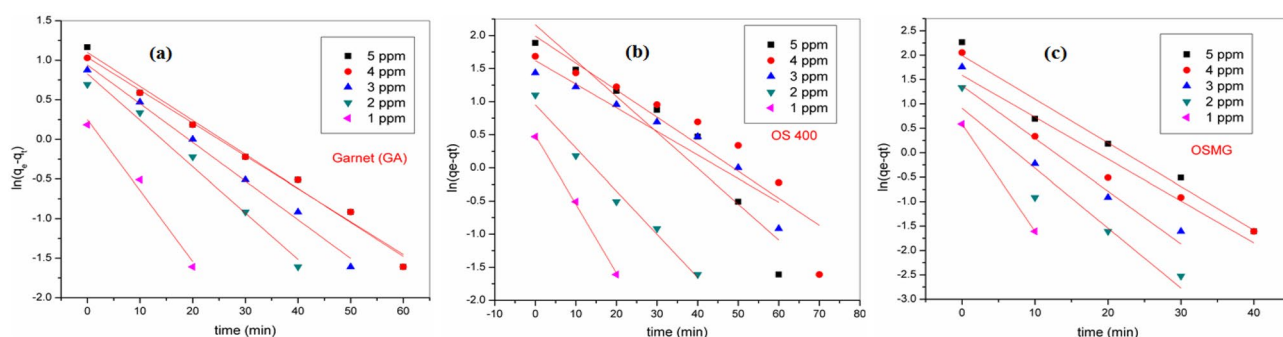 (a)
5 ppm
4 ppm
3 ppm
2 ppm
1 ppm
Garnet (GA)
ln(qe-qt)
1.5
1.0
0.5
0.0
-0.5
-1.0
-1.5
-2.0
0 10 20 30 40 50 60
time (min)
(b)
5 ppm
4 ppm
3 ppm
2 ppm
1 ppm
OS 400
ln(qe-qt)
2.0
1.5
1.0
0.5
0.0
-0.5
-1.0
-1.5
-2.0
-10 0 10 20 30 40 50 60 70 80
time (min)
(c)
5 ppm
4 ppm
3 ppm
2 ppm
1 ppm
OSMG
ln(qe-qt)
2.5
2.0
1.5
1.0
0.5
0.0
-0.5
-1.0
-1.5
-2.0
-2.5
-3.0
0 10 20 30 40
time (min)